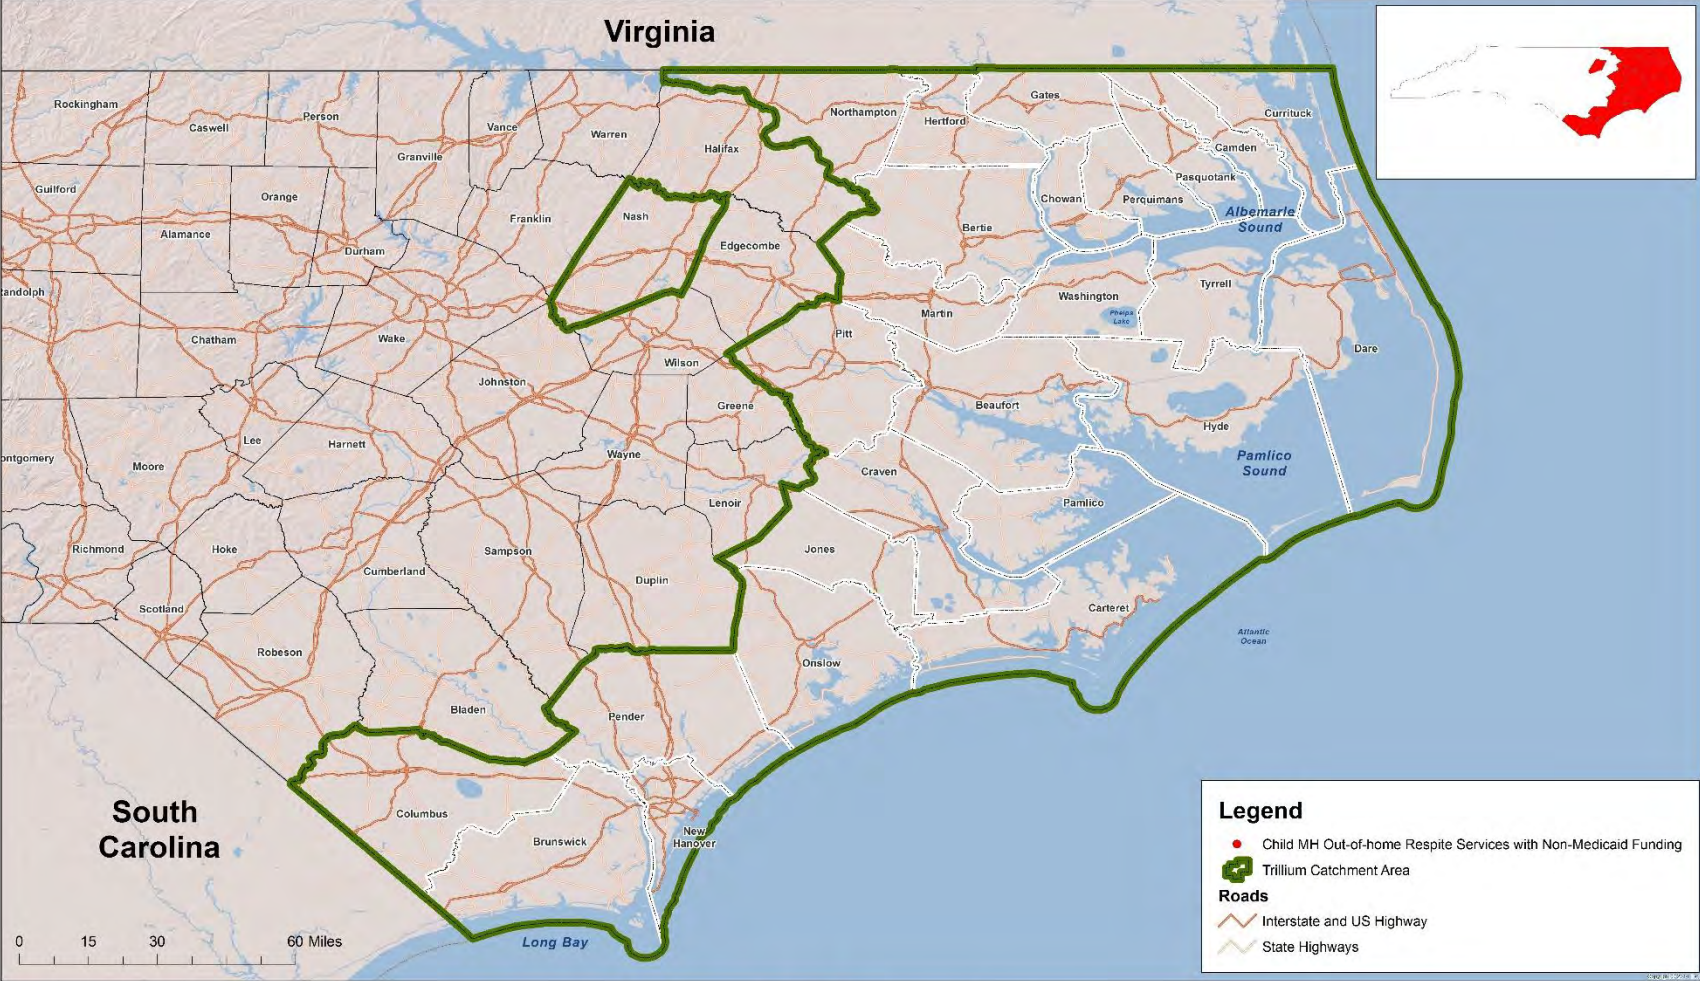 Virginia
Rockingham
Caswell
Person
Granville
Vance
Warren
Halifax
Northampton
Hertford
Gates
Currituck
Camden
Pasquotank
Perquimans
Chowan
Albemarle
Sound
Bertie
Guilford
Orange
Alamance
Durham
Franklin
Nash
Edgecombe
andolph
Chatham
Wake
Johnston
Wilson
Pitt
Martin
Washington
Phelps
Lake
Tyrrell
Dare
Greene
Beaufort
Hyde
Pamlico
Sound
ontgomery
Moore
Lee
Harnett
Wayne
Lenoir
Craven
Pamlico
Richmond
Hoke
Cumberland
Sampson
Duplin
Jones
Carteret
Atlantic
Ocean
Scotland
Robeson
Bladen
Pender
Onslow
South
Carolina
Columbus
Brunswick
New
Hanover
Long Bay
0 15 30 60 Miles
Legend
Child MH Out-of-home Respite Services with Non-Medicaid Funding
Trillium Catchment Area
Roads
Interstate and US Highway
State Highways